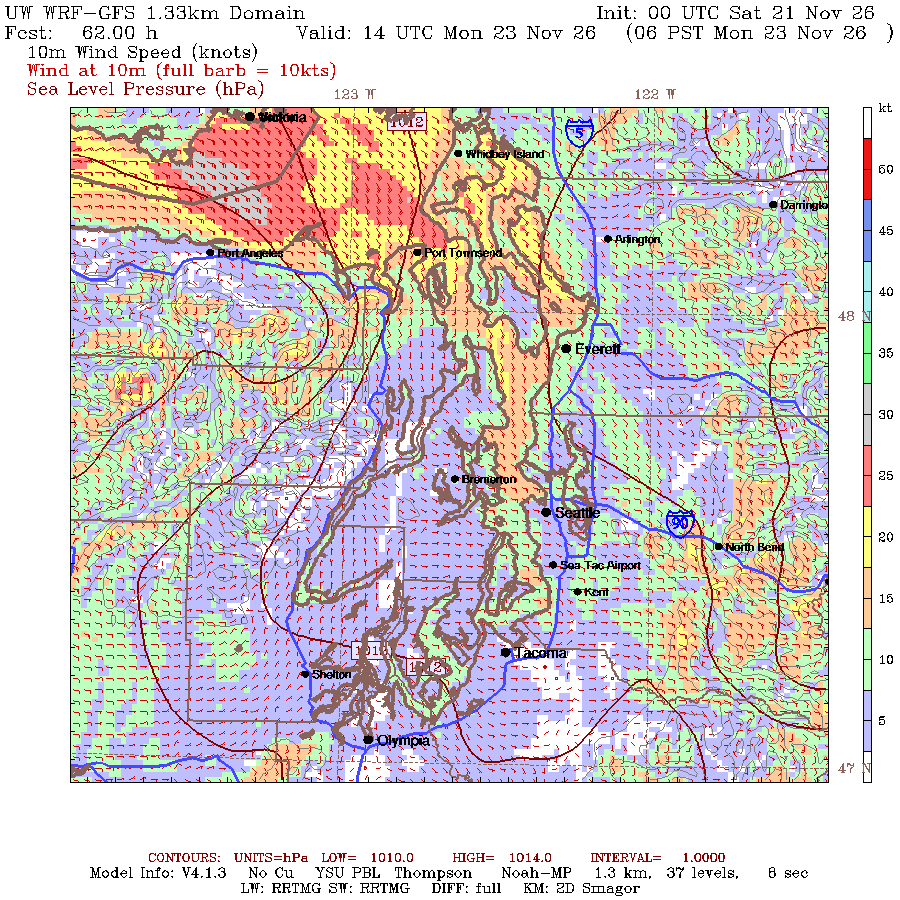 UW WRF-GFS 1.33km Domain Init: 00 UTC Sat 21 Nov 26
Fcst: 62.00 h Valid: 14 UTC Mon 23 Nov 26 (06 PST Mon 23 Nov 26 )
10m Wind Speed (knots)
Wind at 10m (full barb = 10kts)
Sea Level Pressure (hPa)
123 W 122 W
kt
Victoria
1012
5
Whidbey Island
60
Darringto
45
Arlington
Port Angeles
Port Townsend
40
48 N
Everett
35
30
Bremerton
25
Seattle
90
20
North Bend
Sea-Tac Airport
Kent
15
1013
Tacoma
10
1012
Shelton
5
Olympia
47 N
CONTOURS: UNITS=hPa LOW= 1010.0 HIGH= 1014.0 INTERVAL= 1.0000
Model Info: V4.1.3 No Cu YSU PBL Thompson Noah-MP 1.3 km, 37 levels, 8 sec
LW: RRTMG SW: RRTMG DIFF: full KM: 2D Smagor